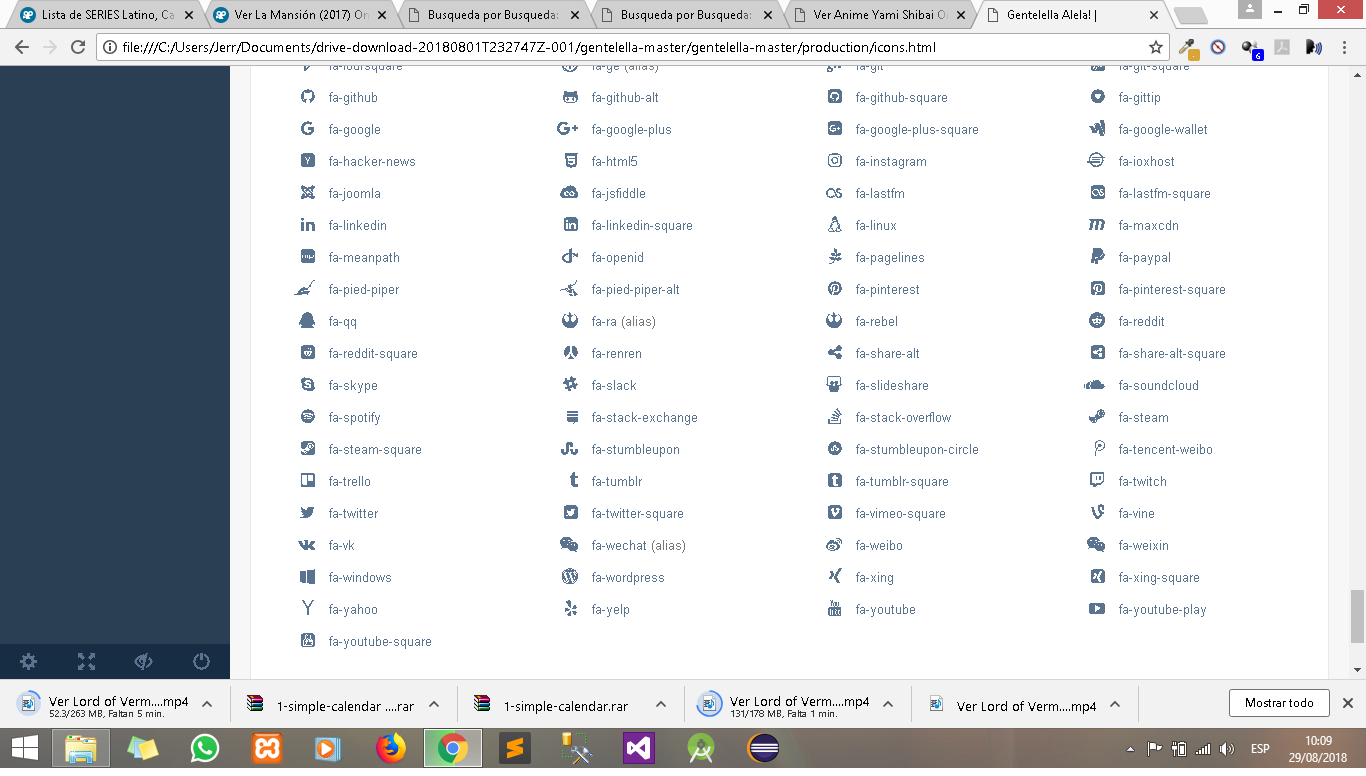 Lista de SERIES Latino, Ca
Ver La Mansión (2017) On
Busqueda por Busqueda:
Busqueda por Busqueda:
Ver Anime Yami Shibai O
Gentelella Alela! |
file:///C:/Users/Jerr/Documents/drive-download-20180801T232747Z-001/gentelella-master/gentelella-master/production/icons.html
6
fa-foursquare fa-ge (alias) fa-git fa-git-square
fa-github fa-github-alt fa-github-square fa-gittip
fa-google fa-google-plus fa-google-plus-square fa-google-wallet
fa-hacker-news fa-html5 fa-instagram fa-ioxhost
fa-joomla fa-jsfiddle fa-lastfm fa-lastfm-square
fa-linkedin fa-linkedin-square fa-linux fa-maxcdn
fa-meanpath fa-openid fa-pagelines fa-paypal
fa-pied-piper fa-pied-piper-alt fa-pinterest fa-pinterest-square
fa-qq fa-ra (alias) fa-rebel fa-reddit
fa-reddit-square fa-renren fa-share-alt fa-share-alt-square
fa-skype fa-slack fa-slideshare fa-soundcloud
fa-spotify fa-stack-exchange fa-stack-overflow fa-steam
fa-steam-square fa-stumbleupon fa-stumbleupon-circle fa-tencent-weibo
fa-trello fa-tumblr fa-tumblr-square fa-twitch
fa-twitter fa-twitter-square fa-vimeo-square fa-vine
fa-vk fa-wechat (alias) fa-weibo fa-weixin
fa-windows fa-wordpress fa-xing fa-xing-square
fa-yahoo fa-yelp fa-youtube fa-youtube-play
fa-youtube-square
Ver Lord of Verm....mp4
52.3/263 MB, Faltan 5 min.
1-simple-calendar ....rar
1-simple-calendar.rar
Ver Lord of Verm....mp4
131/178 MB, Falta 1 min.
Ver Lord of Verm....mp4
Mostrar todo
ESP
10:09
29/08/2018